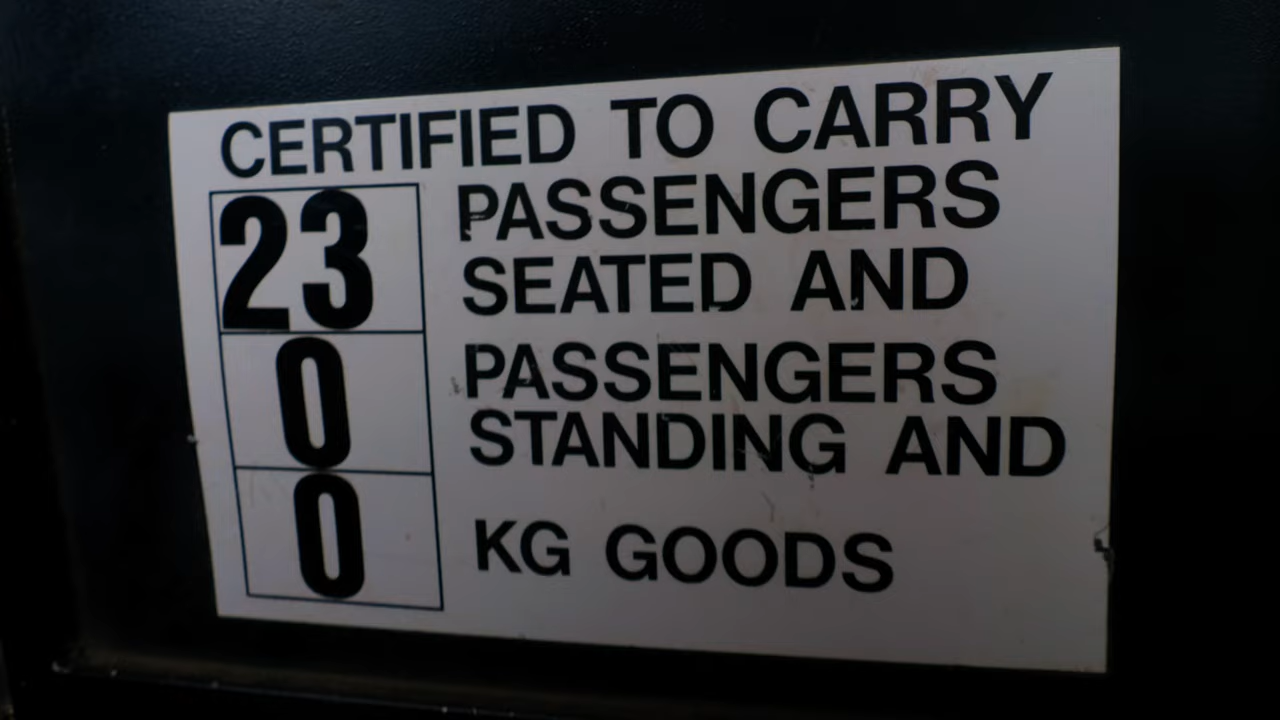 CERTIFIED TO CARRY
23 PASSENGERS
SEATED AND
0 PASSENGERS
STANDING AND
0 KG GOODS